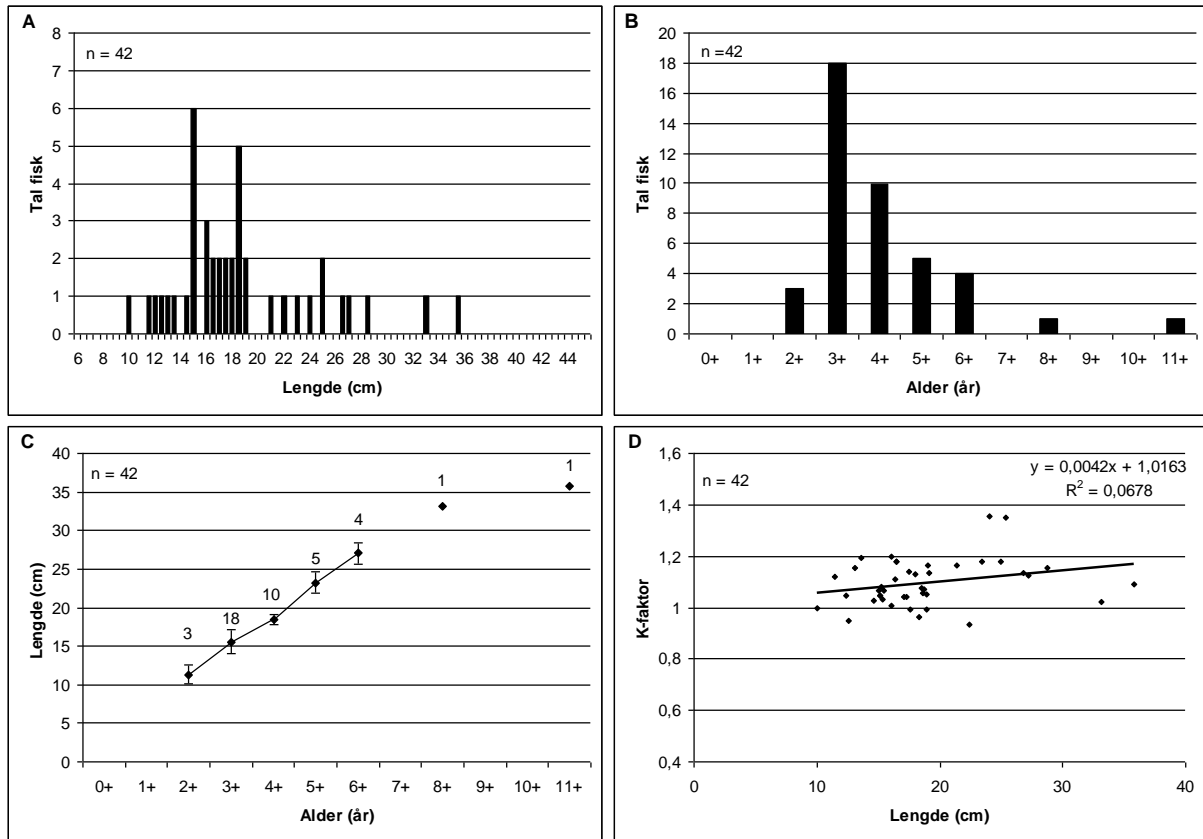 A
n = 42
Tal fisk
8
7
6
5
4
3
2
1
0
6 10 14 12 16 18 20 22 24 26 28 30 32 34 36 38 40 42 44
Lengde (cm)
B
n =42
Tal fisk
20
18
16
14
12
10
8
6
4
2
0
0+ 1+ 2+ 3+ 4+ 5+ 6+ 7+ 8+ 9+ 10+ 11+
Alder (år)
C
n = 42
Lengde (cm)
40
35
30
25
20
15
10
5
0
3 18 10 5 4 1 1
0+ 1+ 2+ 3+ 4+ 5+ 6+ 7+ 8+ 9+ 10+ 11+
Alder (år)
D
n = 42
y = 0,0042x + 1,0163
R² = 0,0678
K-faktor
1,6
1,4
1,2
1
0,8
0,6
0,4
0 10 20 30 40
Lengde (cm)